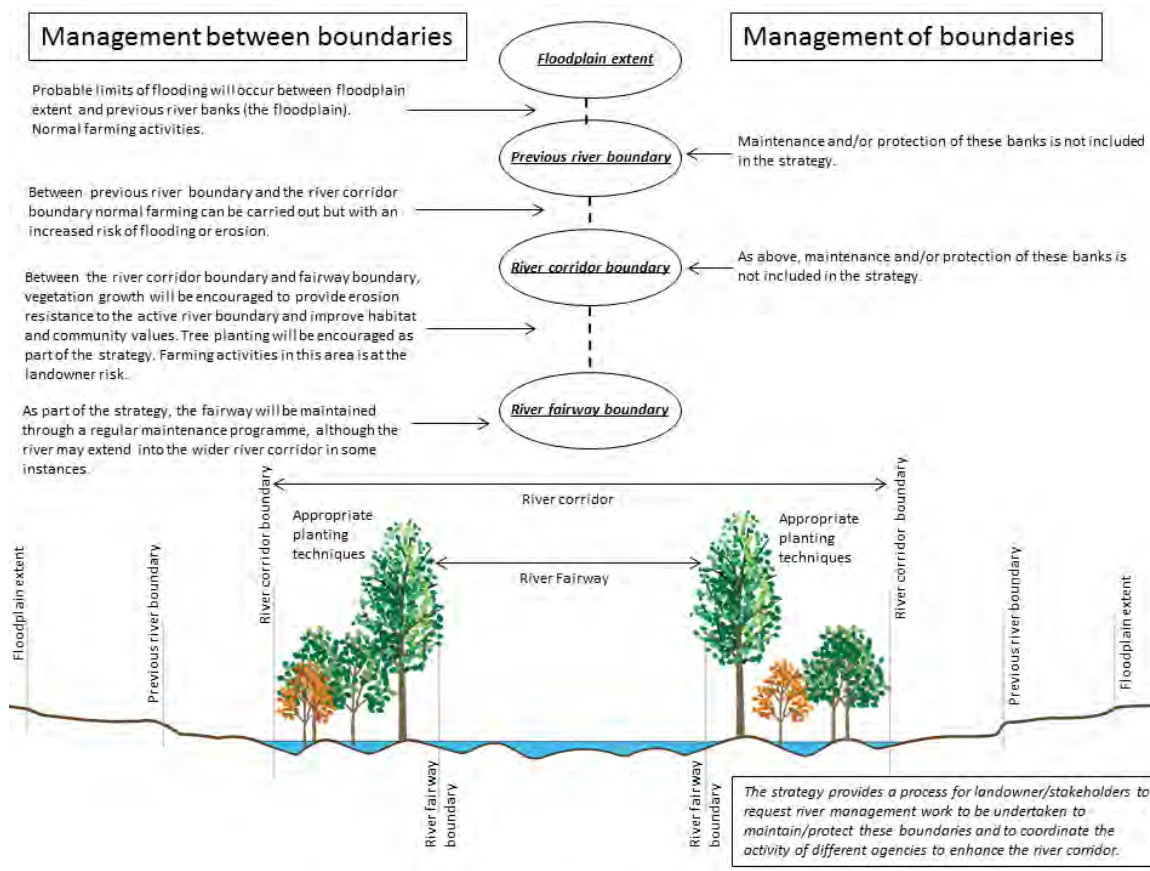 Management between boundaries
Management of boundaries
Floodplain extent
Probable limits of flooding will occur between floodplain
extent and previous river banks (the floodplain).
Normal farming activities.
Previous river boundary
Maintenance and/or protection of these banks is not included
in the strategy.
Between previous river boundary and the river corridor
boundary normal farming can be carried out but with an
increased risk of flooding or erosion.
River corridor boundary
As above, maintenance and/or protection of these banks is
not included in the strategy.
Between the river corridor boundary and fairway boundary,
vegetation growth will be encouraged to provide erosion
resistance to the active river boundary and improve habitat
and community values. Tree planting will be encouraged as
part of the strategy. Farming activities in this area is at the
landowner risk.
River fairway boundary
As part of the strategy, the fairway will be maintained
through a regular maintenance programme, although the
river may extend into the wider river corridor in some
instances.
River corridor
Appropriate
planting
techniques
Appropriate
planting
techniques
River Fairway
Floodplain extent
Previous river boundary
River corridor boundary
River corridor boundary
Previous river boundary
Floodplain extent
River fairway
boundary
River fairway
boundary
The strategy provides a process for landowner/stakeholders to
request river management work to be undertaken to
maintain/protect these boundaries and to coordinate the
activity of different agencies to enhance the river corridor.